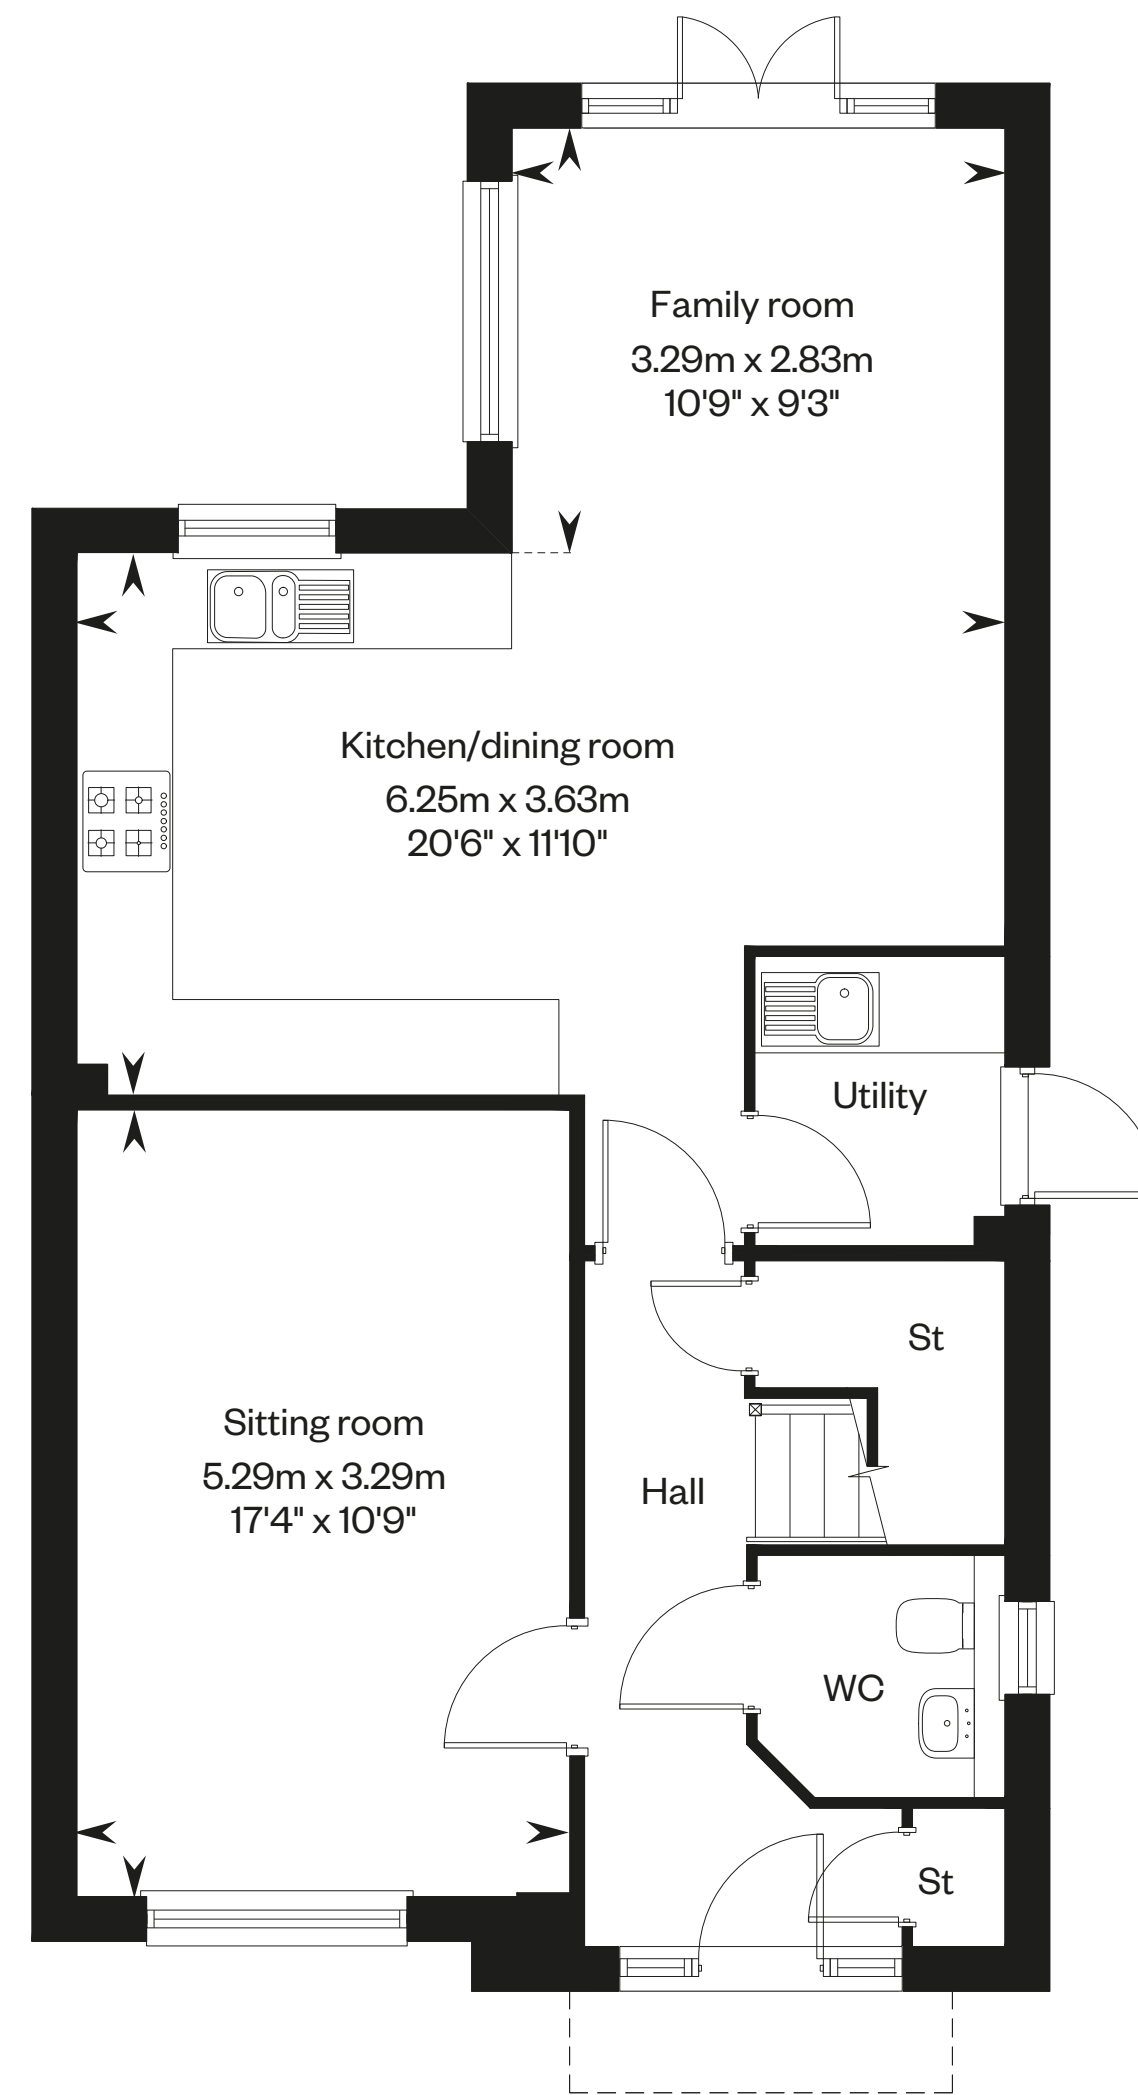 Family room
3.29m x 2.83m
10'9" x 9'3"
Kitchen/dining room
6.25m x 3.63m
20'6" x 11'10"
Utility
St
Sitting room
5.29m x 3.29m
17'4" x 10'9"
Hall
WC
St